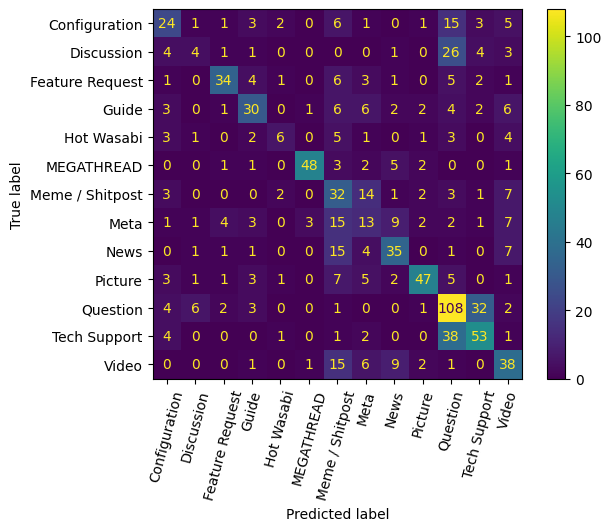 Configuration 24 1 1 3 2 0 6 1 0 1 15 3 5
Discussion 4 4 1 1 0 0 0 0 1 0 26 4 3
Feature Request 1 0 34 4 1 0 6 3 1 0 5 2 1
Guide 3 0 1 30 0 1 6 6 2 2 4 2 6
Hot Wasabi 3 1 0 2 6 0 5 1 0 1 3 0 4
MEGATHREAD 0 0 1 1 0 48 3 2 5 2 0 0 1
Meme / Shitpost 3 0 0 0 2 0 32 14 1 2 3 1 7
Meta 1 1 4 3 0 3 15 13 9 2 2 1 7
News 0 1 1 1 0 0 15 4 35 0 1 0 7
Picture 3 1 1 3 1 0 7 5 2 47 5 0 1
Question 4 6 2 3 0 0 1 0 0 1 108 32 2
Tech Support 4 0 0 0 1 0 1 2 0 0 38 53 1
Video 0 0 0 1 0 1 15 6 9 2 1 0 38
True label
Configuration
Discussion
Feature Request
Guide
Hot Wasabi
MEGATHREAD
Meme / Shitpost
Meta
News
Picture
Question
Tech Support
Video
Predicted label
100
80
60
40
20
0